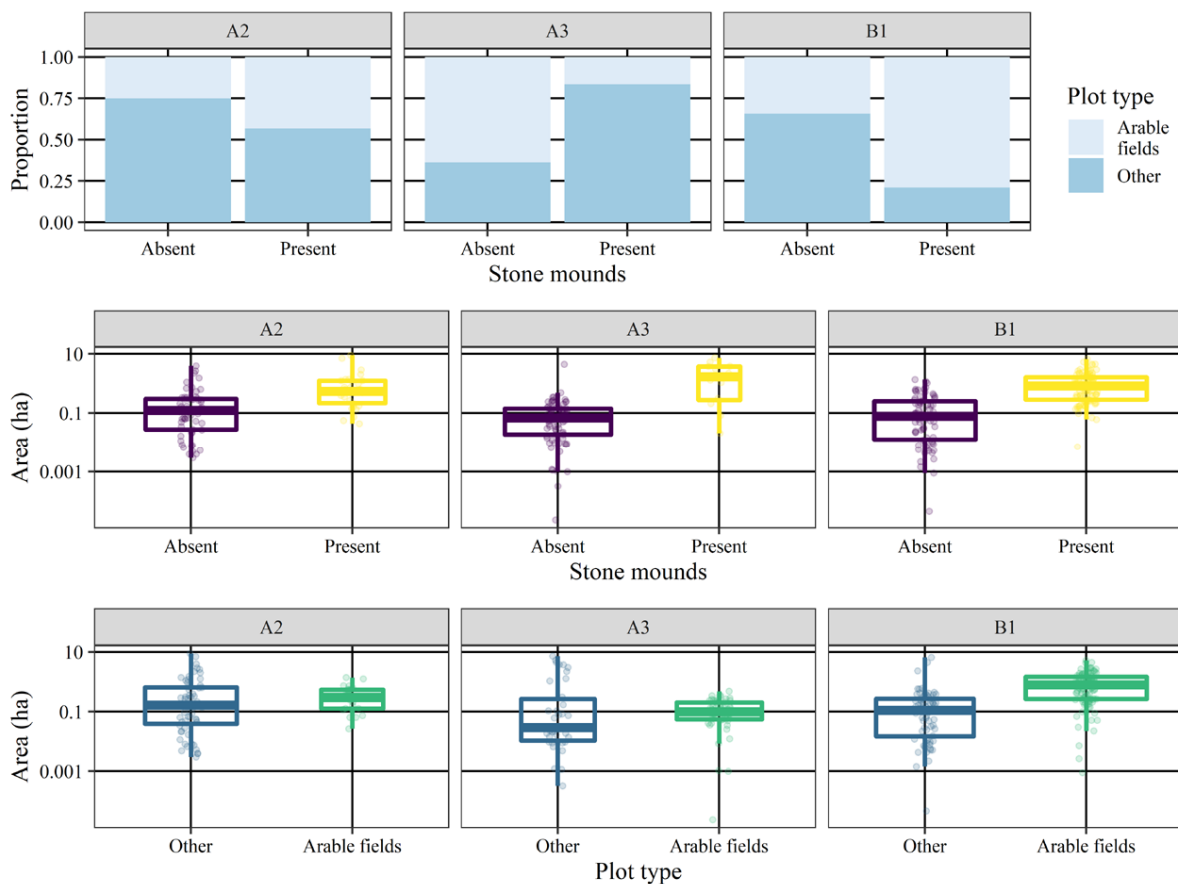 A2 A3 B1
1.00
0.75
0.50
0.25
0.00
Proportion
Absent Present Absent Present Absent Present
Stone mounds
Plot type
Arable
fields
Other
A2 A3 B1
10
0.1
0.001
Area (ha)
Absent Present Absent Present Absent Present
Stone mounds
A2 A3 B1
10
0.1
0.001
Area (ha)
Other Arable fields Other Arable fields Other Arable fields
Plot type